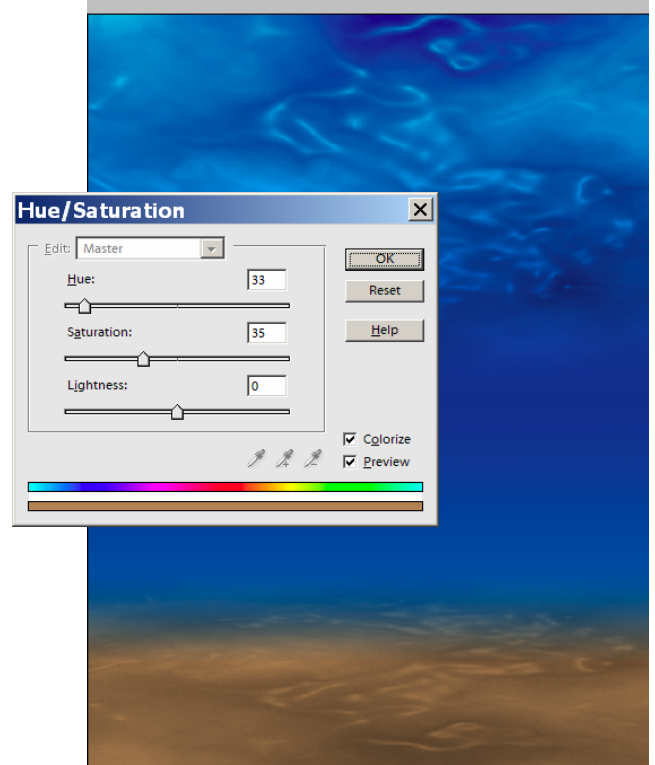 Hue/Saturation
Edit: Master
Hue: 33
OK
Reset
Saturation: 35
Help
Lightness: 0
Colorize
Preview